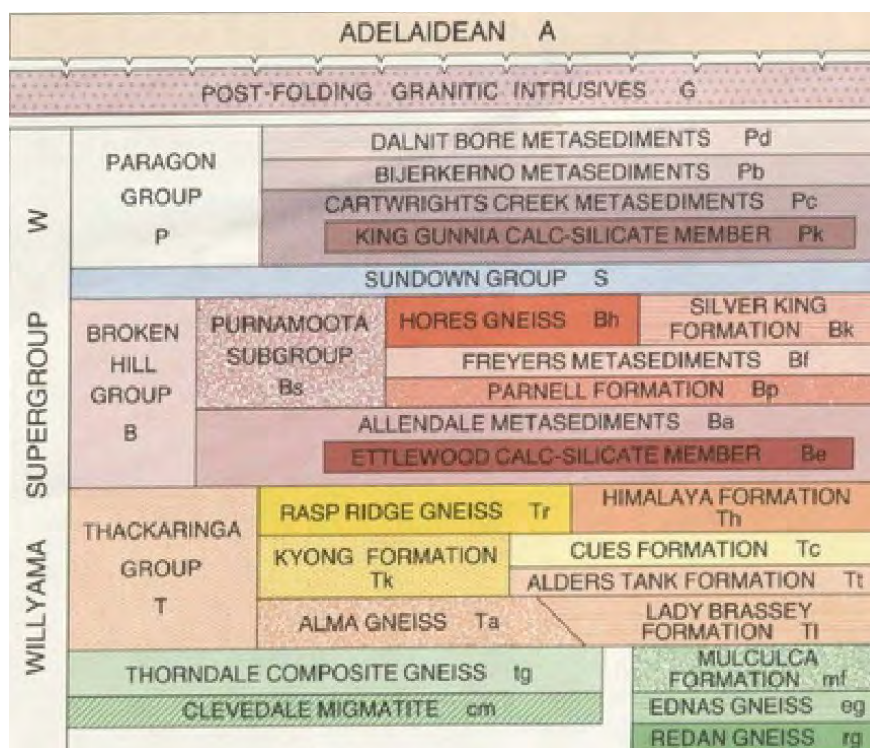 ADELAIDEAN A
POST-FOLDING GRANITIC INTRUSIVES G
WILLYAMA SUPERGROUP W
PARAGON
GROUP
P
DALNIT BORE METASEDIMENTS Pd
BIJERKERNO METASEDIMENTS Pb
CARTWRIGHTS CREEK METASEDIMENTS Pc
KING GUNNIA CALC-SILICATE MEMBER Pk
SUNDOWN GROUP S
BROKEN
HILL
GROUP
B
PURNAMOOTA
SUBGROUP
Bs
HORES GNEISS Bh
SILVER KING
FORMATION Bk
FREYERS METASEDIMENTS Bf
PARNELL FORMATION Bp
ALLENDALE METASEDIMENTS Ba
ETTLEWOOD CALC-SILICATE MEMBER Be
THACKARINGA
GROUP
T
RASP RIDGE GNEISS Tr
HIMALAYA FORMATION
Th
KYONG FORMATION
Tk
CUES FORMATION Tc
ALDERS TANK FORMATION Tt
ALMA GNEISS Ta
LADY BRASSEY
FORMATION Tl
THORNDALE COMPOSITE GNEISS tg
CLEVEDALE MIGMATITE cm
MULCULCA
FORMATION mf
EDNAS GNEISS eg
REDAN GNEISS rg